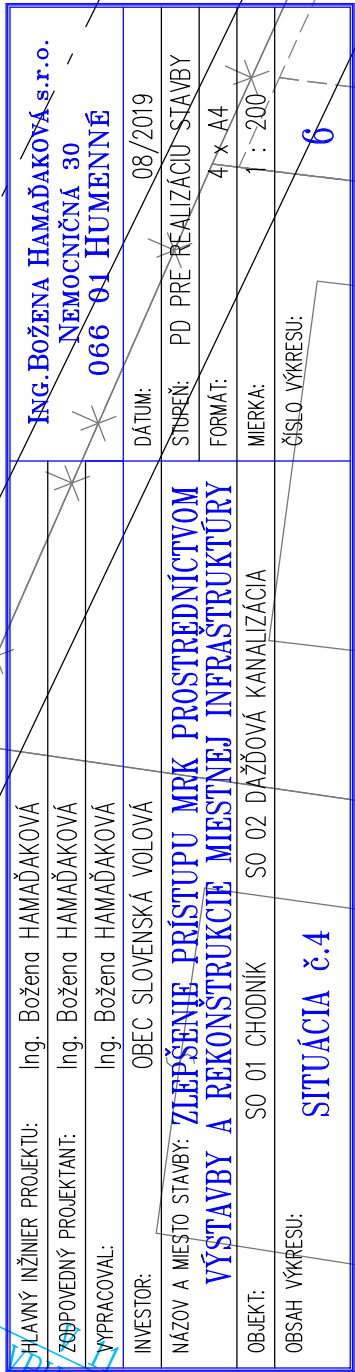 HLAVNÝ INŽINIER PROJEKTU: Ing. Božena HAMAĎAKOVÁ
ZODPOVEDNÝ PROJEKTANT: Ing. Božena HAMAĎAKOVÁ
VYPRACOVAL: Ing. Božena HAMAĎAKOVÁ
ING.BOŽENA HAMAĎAKOVÁ s.r.o.
NEMOCNIČNÁ 30
066 01 HUMENNÉ
INVESTOR: OBEC SLOVENSKÁ VOLOVÁ
DÁTUM: 08/2019
NÁZOV A MIESTO STAVBY: ZLEPŠENIE PRÍSTUPU MRK PROSTREDNÍCTVOM
VÝSTAVBY A REKONŠTRUKCIE MIESTNEJ INFRAŠTRUKTÚRY
STUPEŇ: PD PRE REALIZÁCIU STAVBY
FORMÁT: 4 x A4
OBJEKT: SO 01 CHODNÍK SO 02 DAŽĎOVÁ KANALIZÁCIA
MIERKA: 1 : 200
OBSAH VÝKRESU: SITUÁCIA č.4
ČÍSLO VÝKRESU: 6